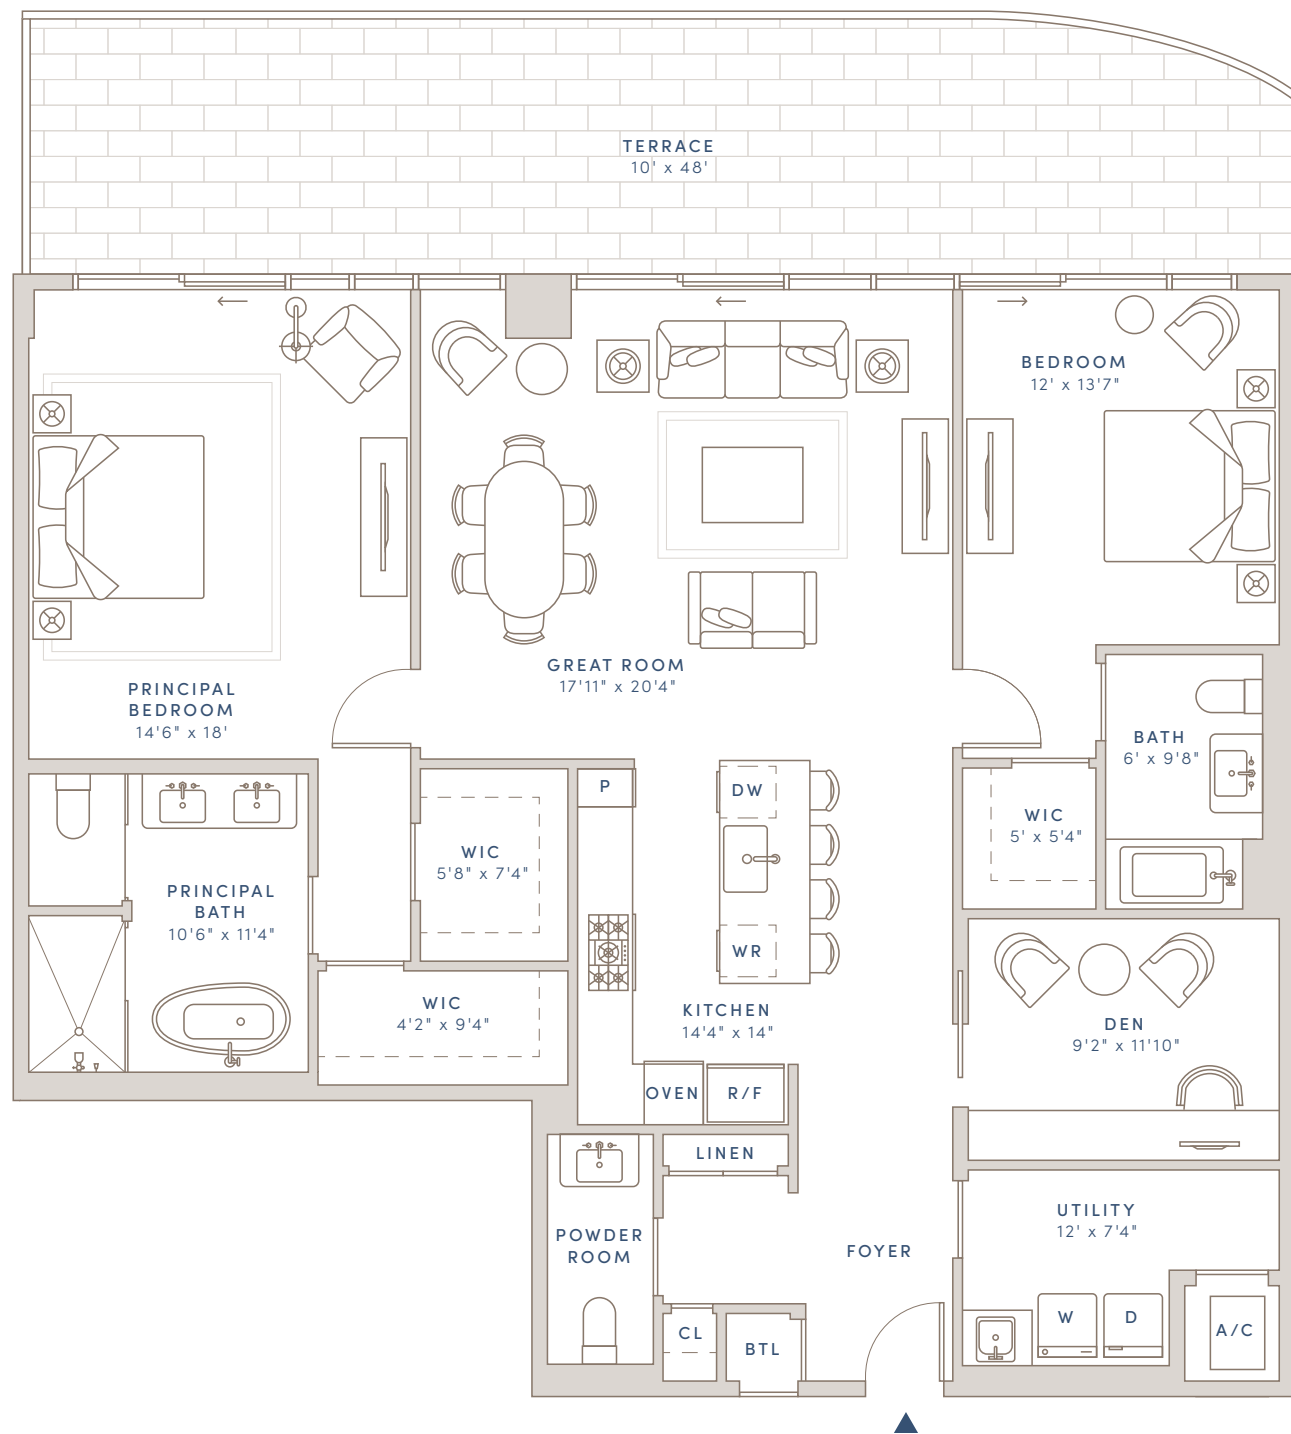 TERRACE
10' x 48'
BEDROOM
12' x 13'7"
GREAT ROOM
17'11" x 20'4"
PRINCIPAL
BEDROOM
14'6" x 18'
BATH
6' x 9'8"
P
DW
WIC
5' x 5'4"
WIC
5'8" x 7'4"
PRINCIPAL
BATH
10'6" x 11'4"
WR
WIC
4'2" x 9'4"
KITCHEN
14'4" x 14"
DEN
9'2" x 11'10"
OVEN
R/F
LINEN
UTILITY
12' x 7'4"
POWDER
ROOM
FOYER
W
D
A/C
CL
BTL